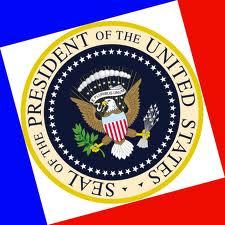 SEAL OF THE PRESIDENT OF THE UNITED STATES